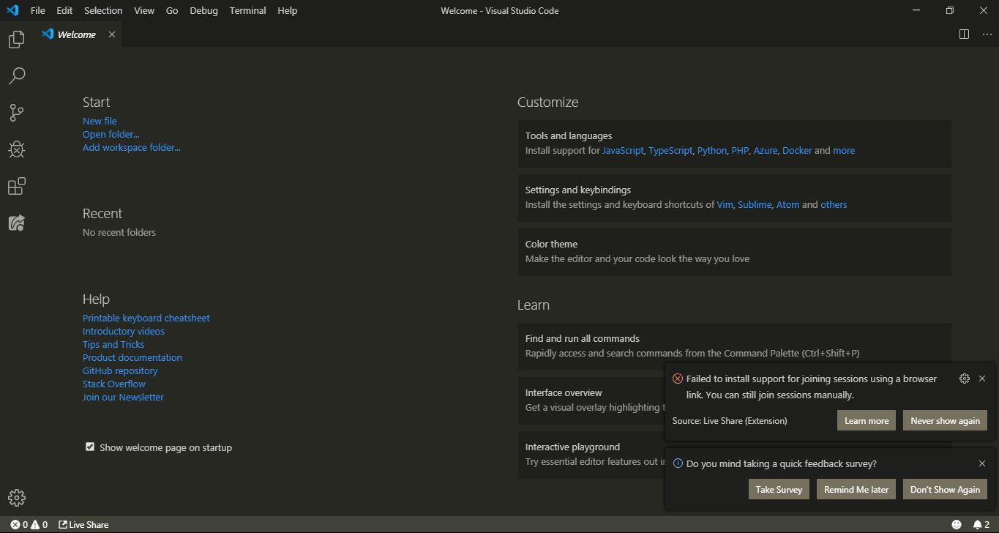 File Edit Selection View Go Debug Terminal Help
Welcome - Visual Studio Code
Welcome
Start
New file
Open folder...
Add workspace folder...
Recent
No recent folders
Help
Printable keyboard cheatsheet
Introductory videos
Tips and Tricks
Product documentation
GitHub repository
Stack Overflow
Join our Newsletter
Show welcome page on startup
Customize
Tools and languages
Install support for JavaScript, TypeScript, Python, PHP, Azure, Docker and more
Settings and keybindings
Install the settings and keyboard shortcuts of Vim, Sublime, Atom and others
Color theme
Make the editor and your code look the way you love
Learn
Find and run all commands
Rapidly access and search commands from the Command Palette (Ctrl+Shift+P)
Interface overview
Get a visual overlay highlighting
Interactive playground
Try essential editor features out
Failed to install support for joining sessions using a browser
link. You can still join sessions manually.
Source: Live Share (Extension)
Learn more
Never show again
Do you mind taking a quick feedback survey?
Take Survey
Remind Me later
Don't Show Again
0 0 Live Share
2